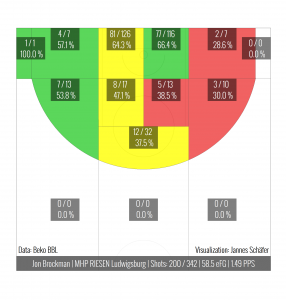 1 / 1
100.0 %
4 / 7
57.1 %
81 / 126
64.3 %
77 / 116
66.4 %
2 / 7
28.6 %
0 / 0
0.0 %
7 / 13
53.8 %
8 / 17
47.1 %
5 / 13
38.5 %
3 / 10
30.0 %
12 / 32
37.5 %
0 / 0
0.0 %
0 / 0
0.0 %
0 / 0
0.0 %
Data: Beko BBL
Visualization: Jannes Schäfer
Jon Brockman | MHP RIESEN Ludwigsburg | Shots: 200 / 342 | 58.5 eFG | 1.49 PPS